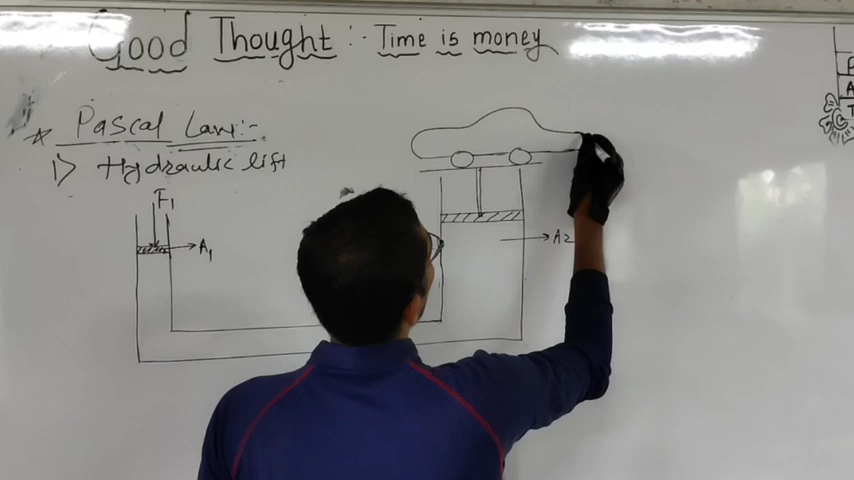 Good Thought :- Time is money
Pascal Law:-
1) Hydraulic lift
F1
A1
A2
P
A
T